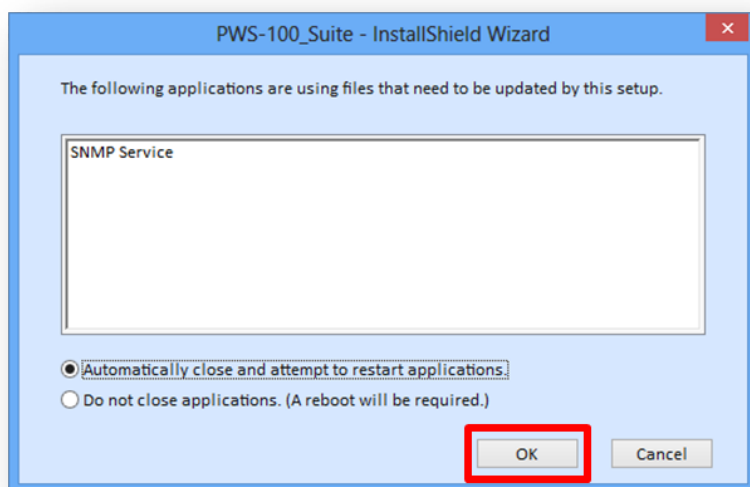 PWS-100_Suite - InstallShield Wizard
The following applications are using files that need to be updated by this setup.
SNMP Service
Automatically close and attempt to restart applications.
Do not close applications. (A reboot will be required.)
OK
Cancel